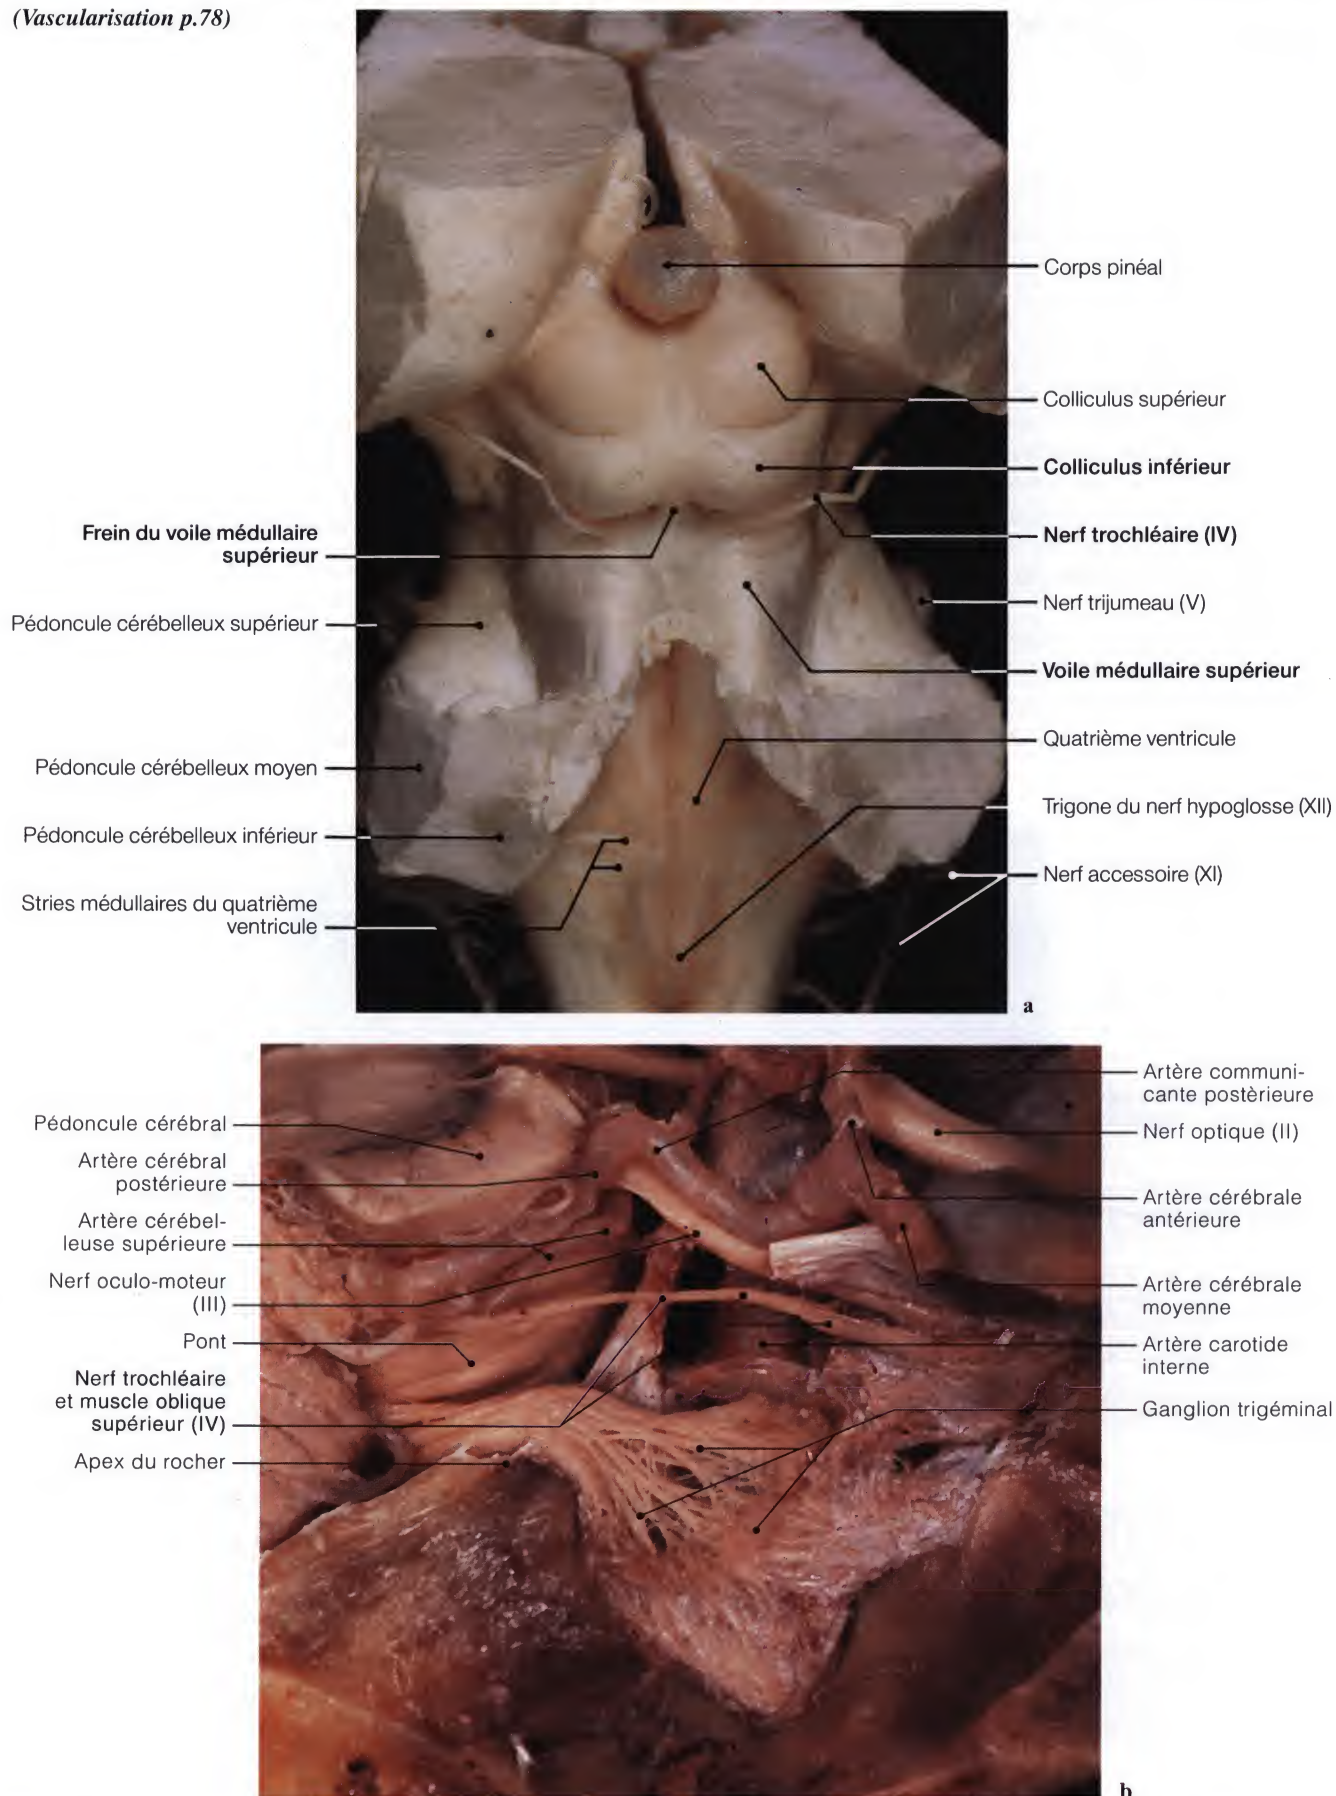 (Vascularisation p.78)
Corps pinéal
Colliculus supérieur
Colliculus inférieur
Frein du voile médullaire
supérieur
Nerf trochléaire (IV)
Nerf trijumeau (V)
Pédoncule cérébelleux supérieur
Voile médullaire supérieur
Quatrième ventricule
Pédoncule cérébelleux moyen
Trigone du nerf hypoglosse (XII)
Pédoncule cérébelleux inférieur
Nerf accessoire (XI)
Stries médullaires du quatrième
ventricule
a
Pédoncule cérébral
Artère cérébral
postérieure
Artère cérébel-
leuse supérieure
Nerf oculo-moteur
(III)
Pont
Nerf trochléaire
et muscle oblique
supérieur (IV)
Apex du rocher
Artère communi-
cante postèrieure
Nerf optique (II)
Artère cérébrale
antérieure
Artère cérébrale
moyenne
Artère carotide
interne
Ganglion trigéminal
b